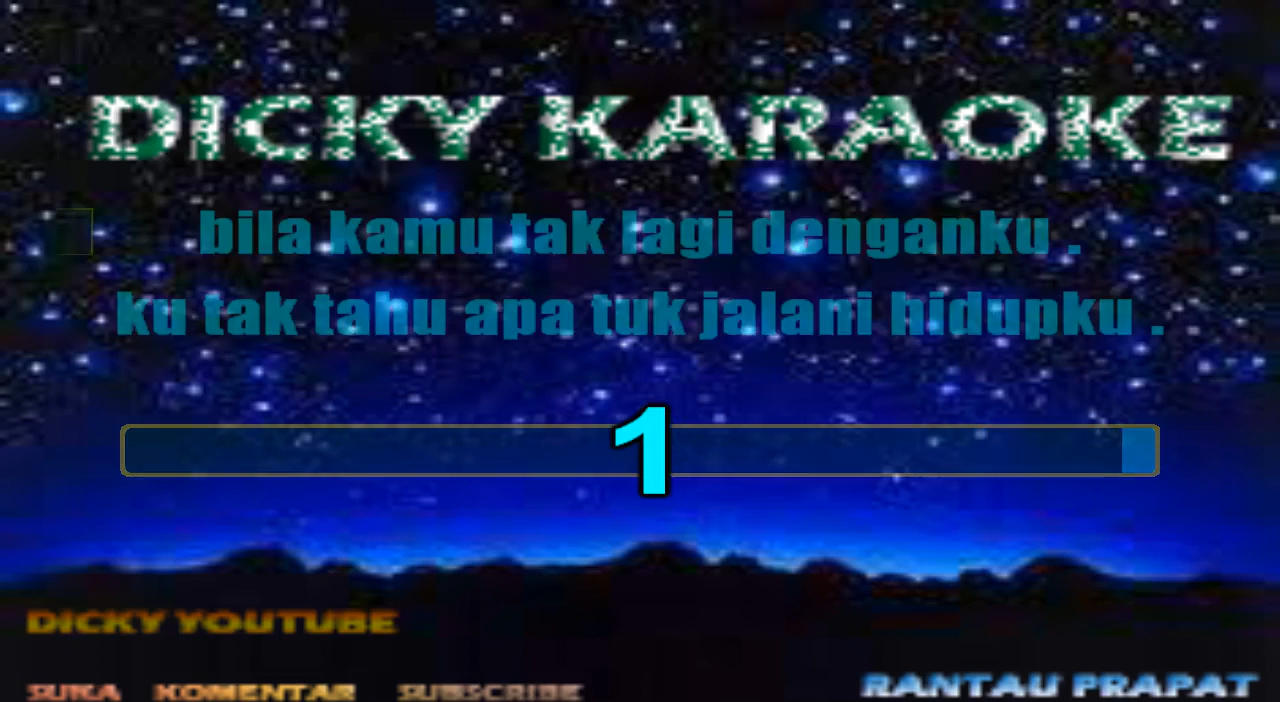 DICKY KARAOKE
bila kamu tak lagi denganku .
ku tak tahu apa tuk jalani hidupku .
1
DICKY YOUTUBE
SUKA KOMENTAR SUBSCRIBE
RANTAU PRAPAT